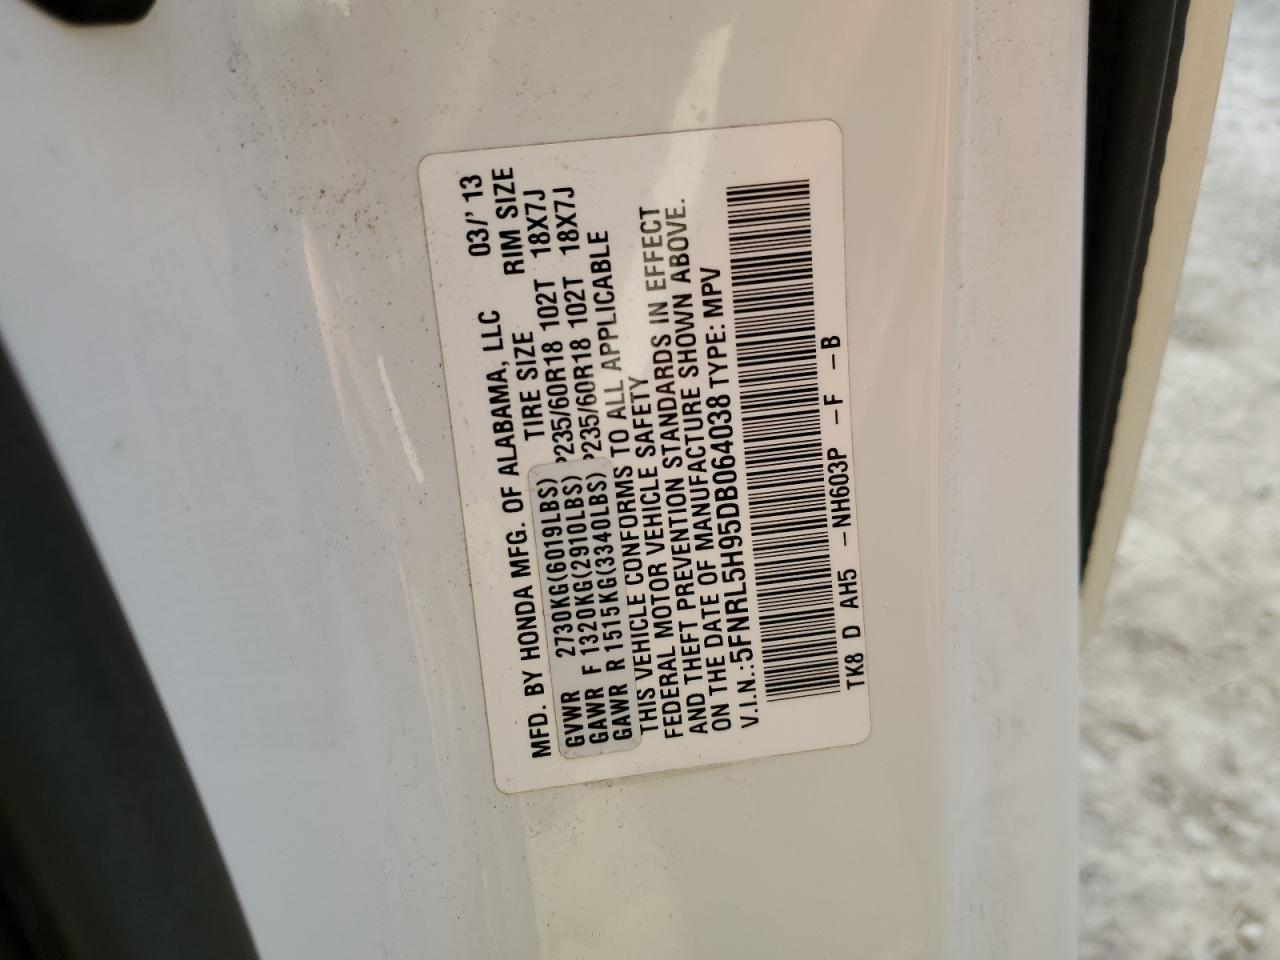 MFD. BY HONDA MFG. OF ALABAMA, LLC 03/' 13
TIRE SIZE RIM SIZE
GVWR 2730KG(6019LBS)
GAWR F 1320KG(2910LBS) P235/60R18 102T 18X7J
GAWR R 1515KG(3340LBS) P235/60R18 102T 18X7J
THIS VEHICLE CONFORMS TO ALL APPLICABLE
FEDERAL MOTOR VEHICLE SAFETY
AND THEFT PREVENTION STANDARDS IN EFFECT
ON THE DATE OF MANUFACTURE SHOWN ABOVE.
V.I.N.: 5FNRL5H95DB064038 TYPE: MPV
TK8 D AH5 -NH603P -F -B